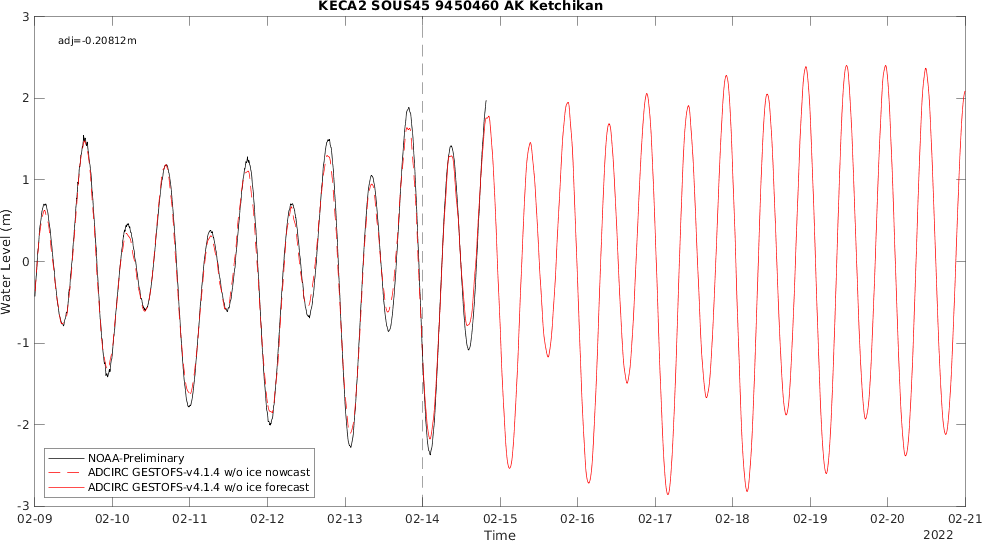 KECA2 SOUS45 9450460 AK Ketchikan
adj=-0.20812m
3
2
1
0
-1
-2
-3
Water Level (m)
NOAA-Preliminary
ADCIRC GESTOFS-v4.1.4 w/o ice nowcast
ADCIRC GESTOFS-v4.1.4 w/o ice forecast
02-09 02-10 02-11 02-12 02-13 02-14 02-15 02-16 02-17 02-18 02-19 02-20 02-21
Time
2022